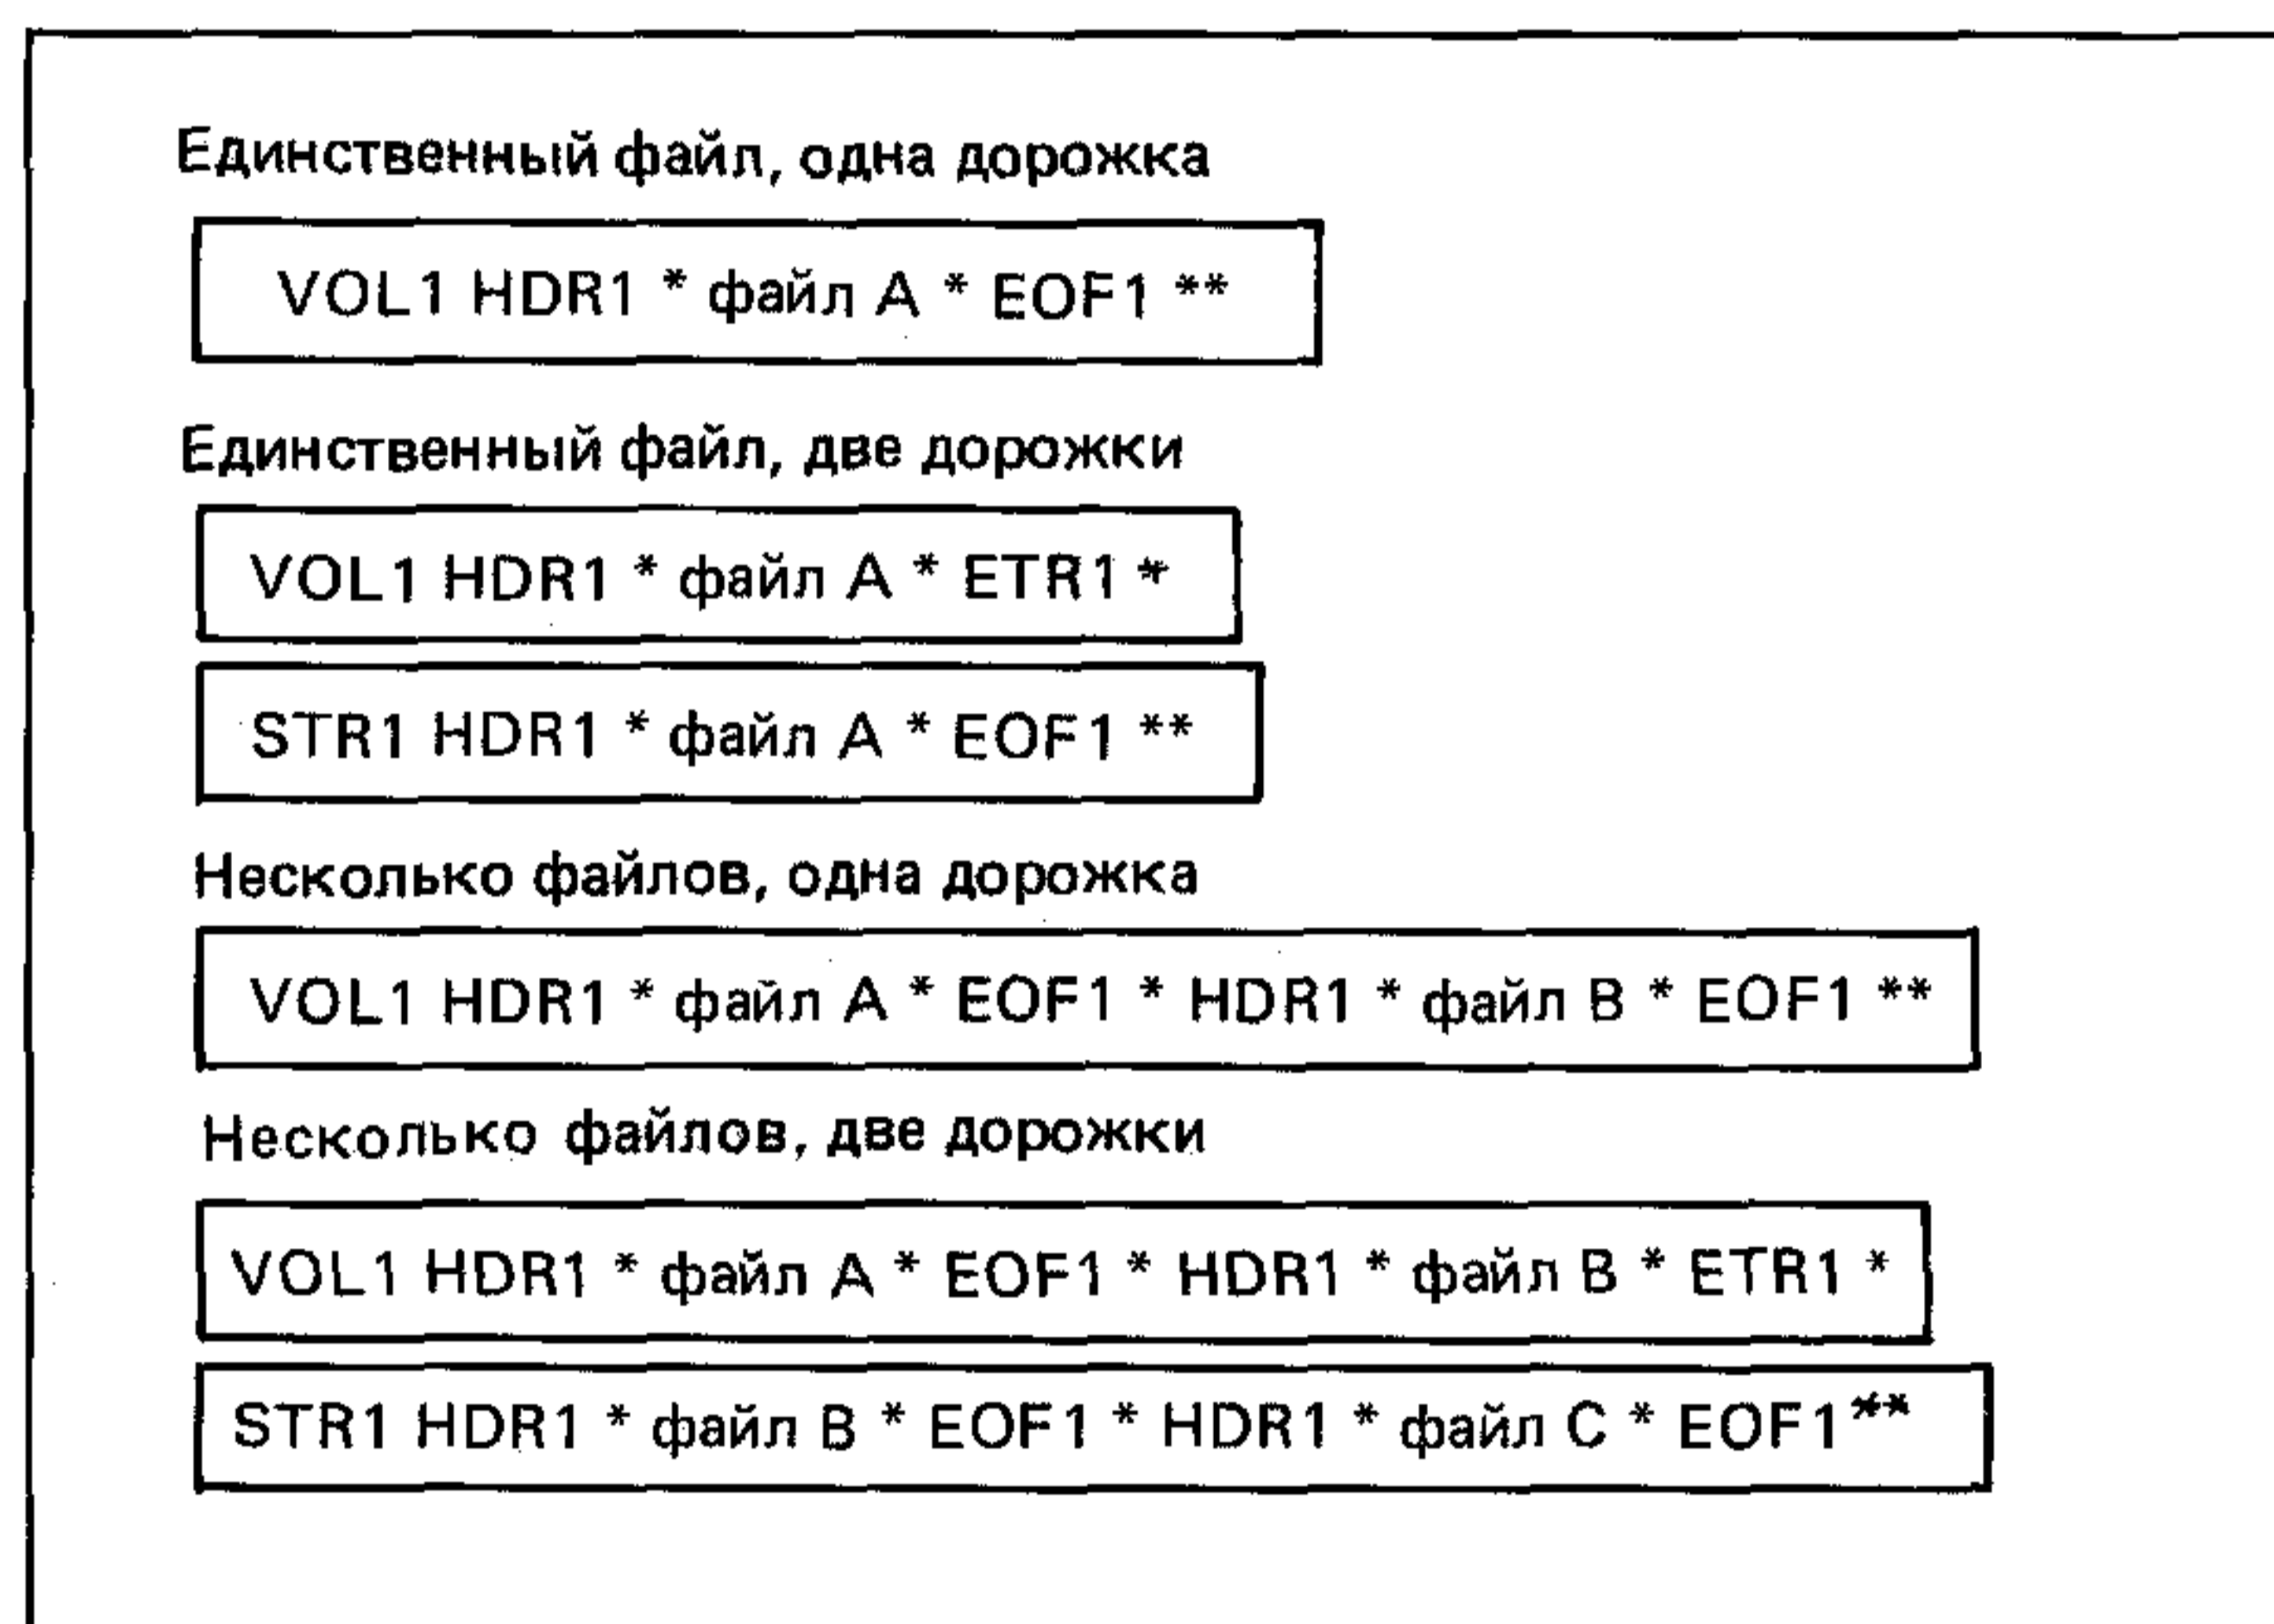 Единственный файл, одна дорожка
VOL1 HDR1 * файл A * EOF1 **
Единственный файл, две дорожки
VOL1 HDR1 * файл A * ETR1 *
STR1 HDR1 * файл A * EOF1 **
Несколько файлов, одна дорожка
VOL1 HDR1 * файл A * EOF1 * HDR1 * файл B * EOF1 **
Несколько файлов, две дорожки
VOL1 HDR1 * файл A * EOF1 * HDR1 * файл B * ETR1 *
STR1 HDR1 * файл B * EOF1 * HDR1 * файл C * EOF1 **